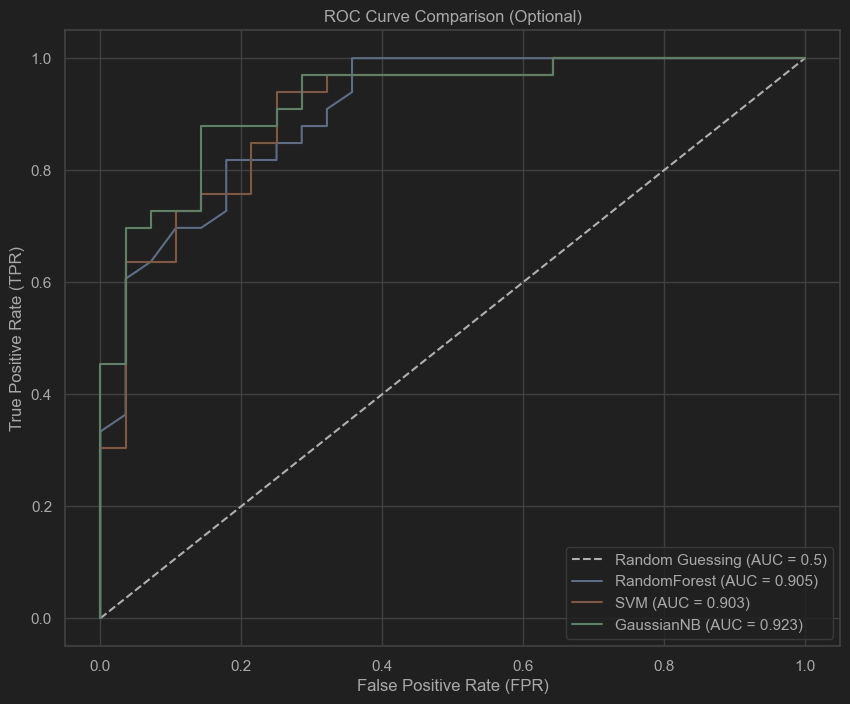 ROC Curve Comparison (Optional)
True Positive Rate (TPR)
1.0
0.8
0.6
0.4
0.2
0.0
0.0 0.2 0.4 0.6 0.8 1.0
False Positive Rate (FPR)
Random Guessing (AUC = 0.5)
RandomForest (AUC = 0.905)
SVM (AUC = 0.903)
GaussianNB (AUC = 0.923)